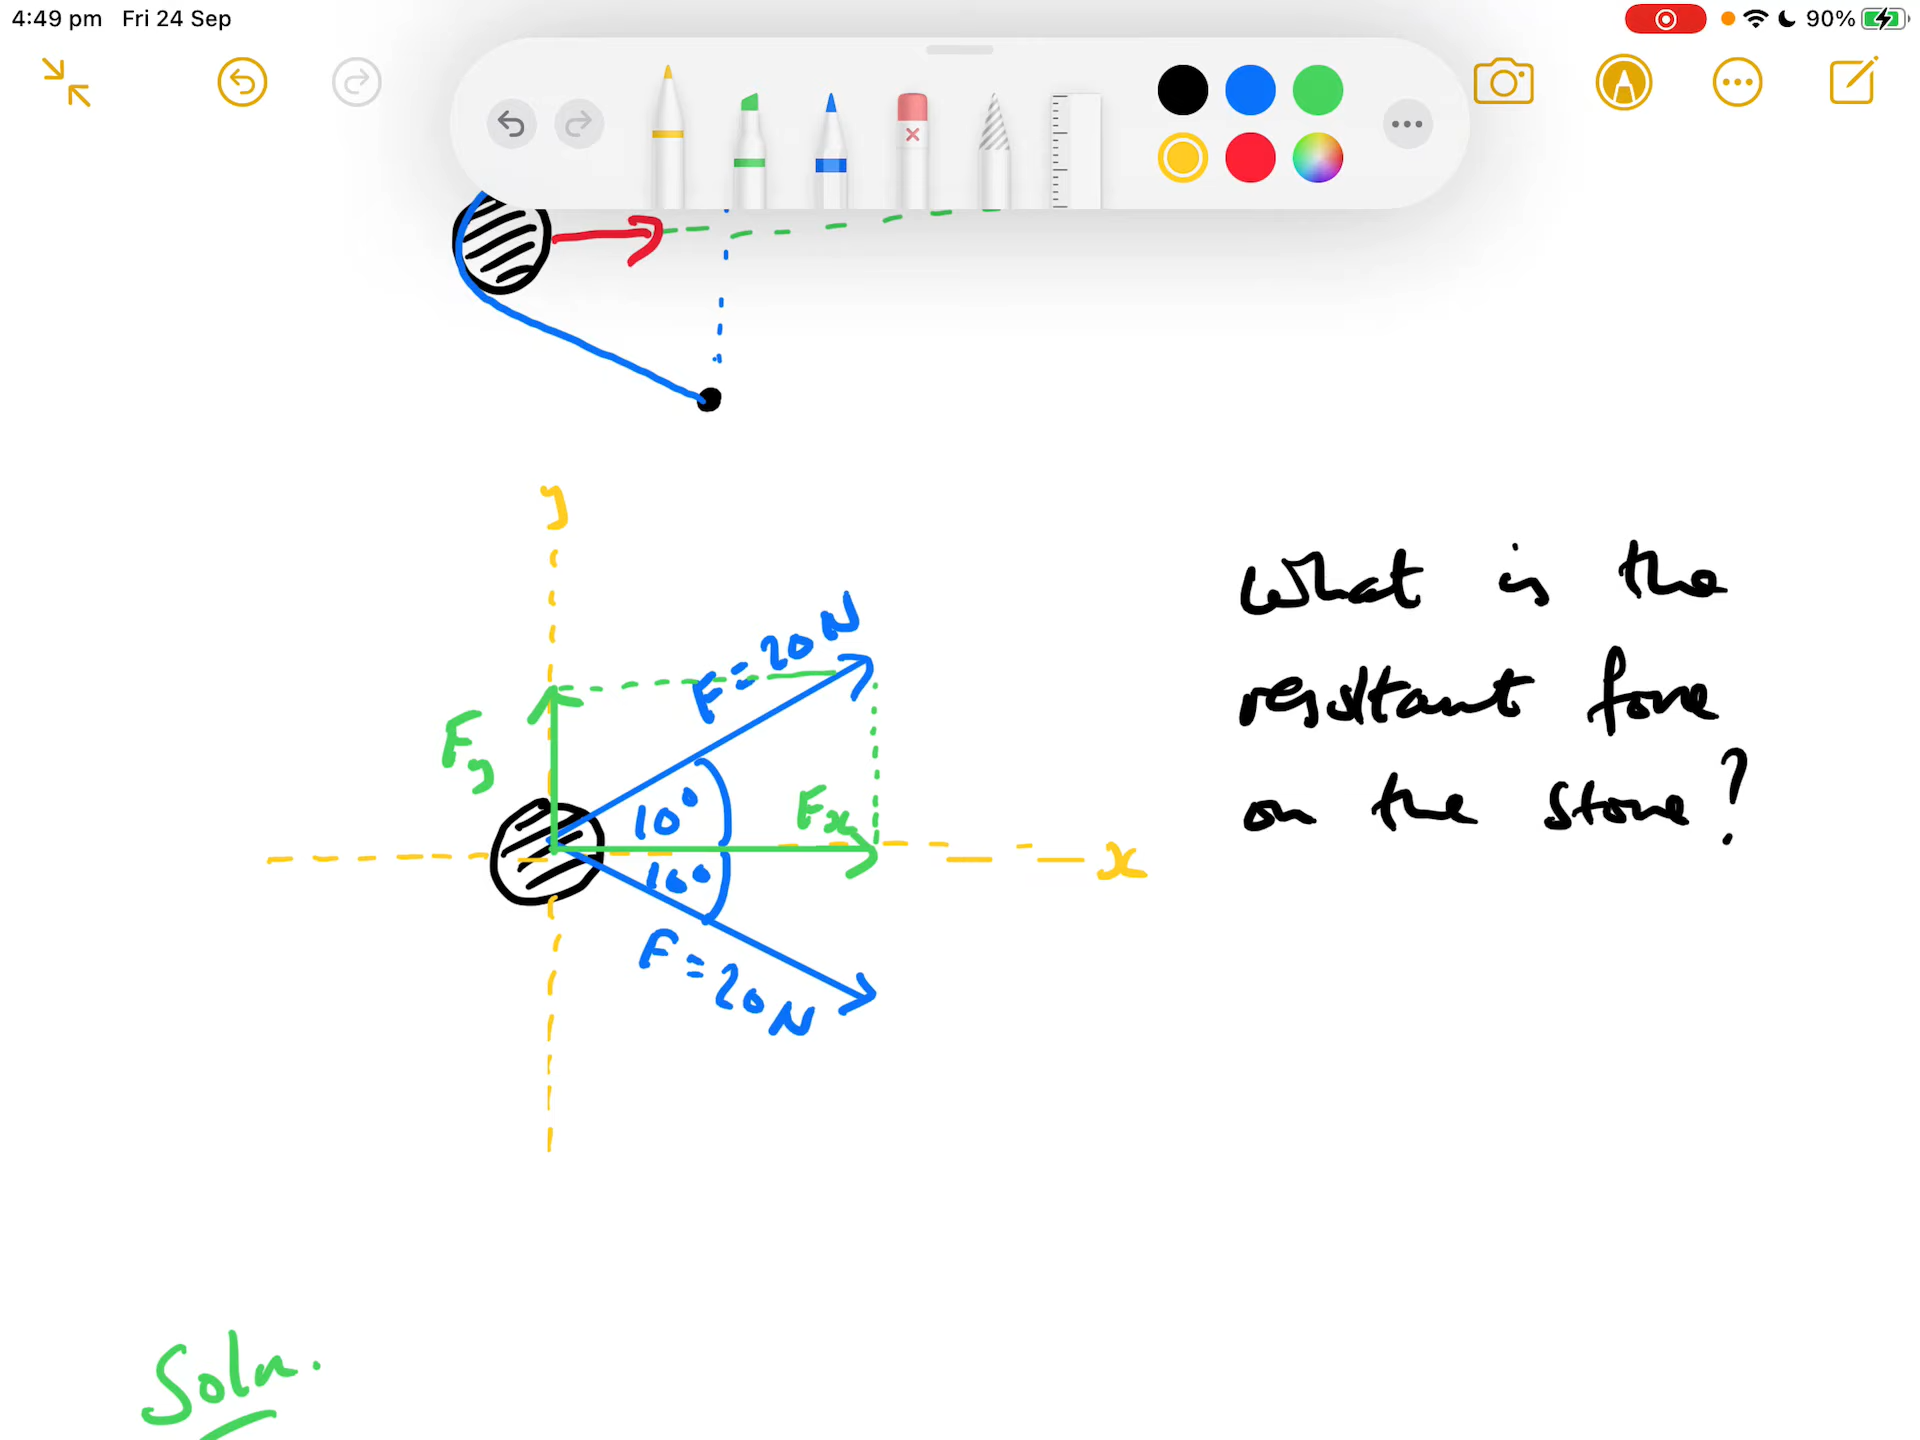 4:49 pm Fri 24 Sep
90%
y
F = 20 N
Fy
10°
Fx
10°
x
F = 20 N
What is the
resultant force
on the stone?
Soln.